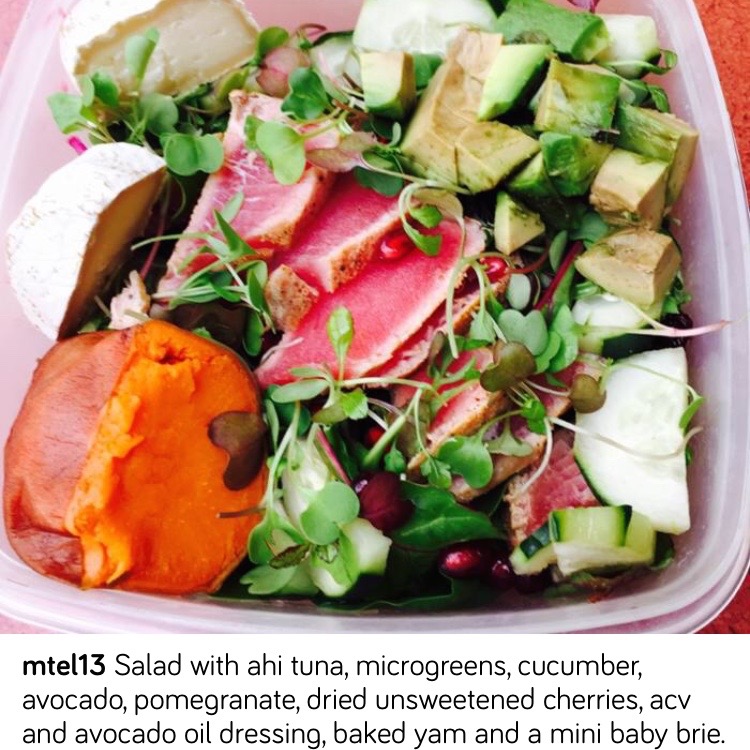 mtel13 Salad with ahi tuna, microgreens, cucumber,
avocado, pomegranate, dried unsweetened cherries, acv
and avocado oil dressing, baked yam and a mini baby brie.